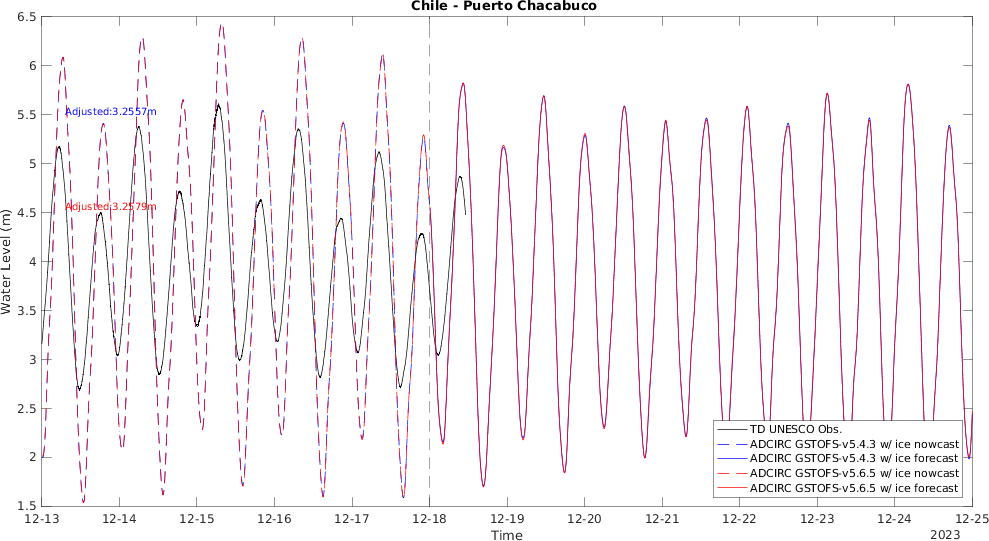 Chile - Puerto Chacabuco
6.5
6
5.5
5
4.5
4
3.5
3
2.5
2
1.5
Water Level (m)
Adjusted:3.2557m
Adjusted:3.2579m
TD UNESCO Obs.
ADCIRC GSTOFS-v5.4.3 w/ ice nowcast
ADCIRC GSTOFS-v5.4.3 w/ ice forecast
ADCIRC GSTOFS-v5.6.5 w/ ice nowcast
ADCIRC GSTOFS-v5.6.5 w/ ice forecast
12-13 12-14 12-15 12-16 12-17 12-18 12-19 12-20 12-21 12-22 12-23 12-24 12-25
Time
2023